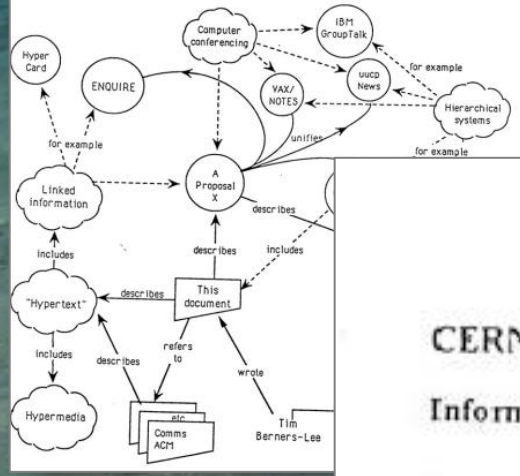 IBM
GroupTalk
Computer
conferencing
Hyper
Card
ENQUIRE
VAX/
NOTES
uucp
News
for example
Hierarchical
systems
for example
unifies
for example
Linked
information
A
Proposal
X
describes
includes
describes
includes
"Hypertext"
describes
This
document
includes
describes
refers
to
wrote
Hypermedia
etc
Comms
ACM
Tim
Berners-Lee
CERN
Inform